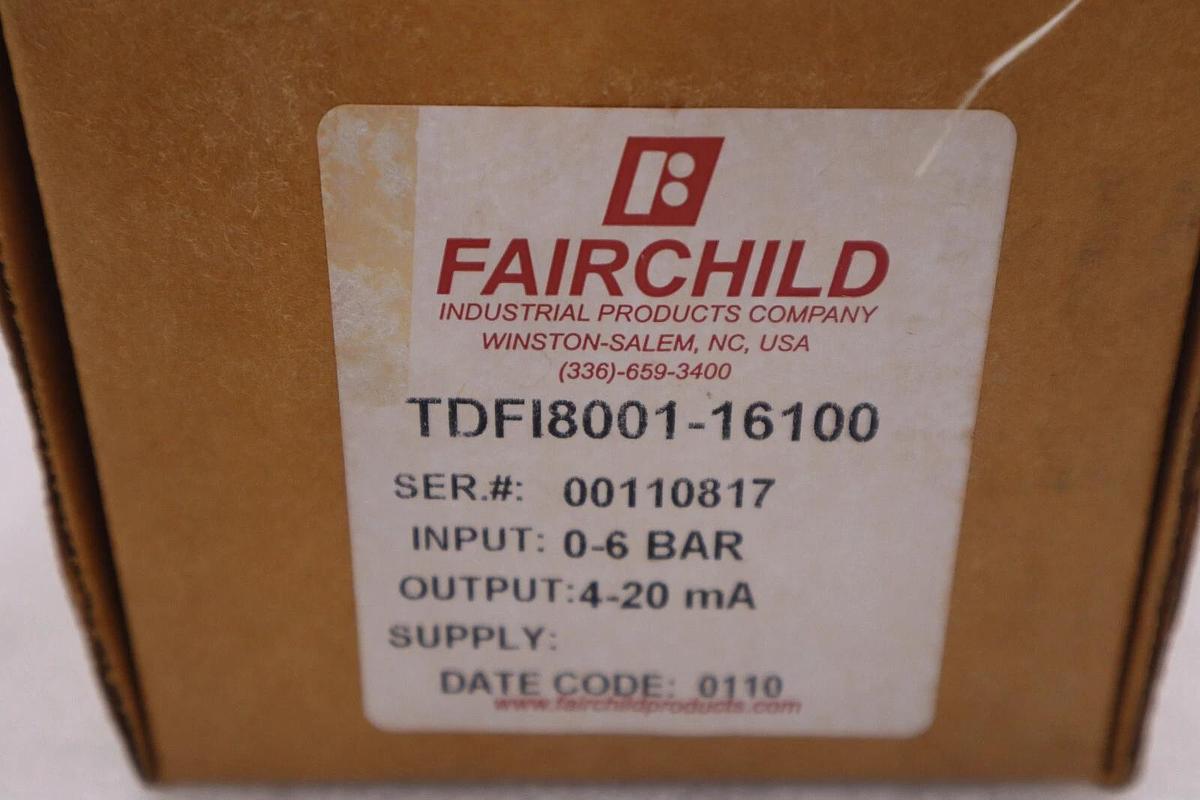 FAIRCHILD
INDUSTRIAL PRODUCTS COMPANY
WINSTON-SALEM, NC, USA
(336)-659-3400
TDFI8001-16100
SER.#: 00110817
INPUT: 0-6 BAR
OUTPUT:4-20 mA
SUPPLY:
DATE CODE: 0110
www.fairchildproducts.com